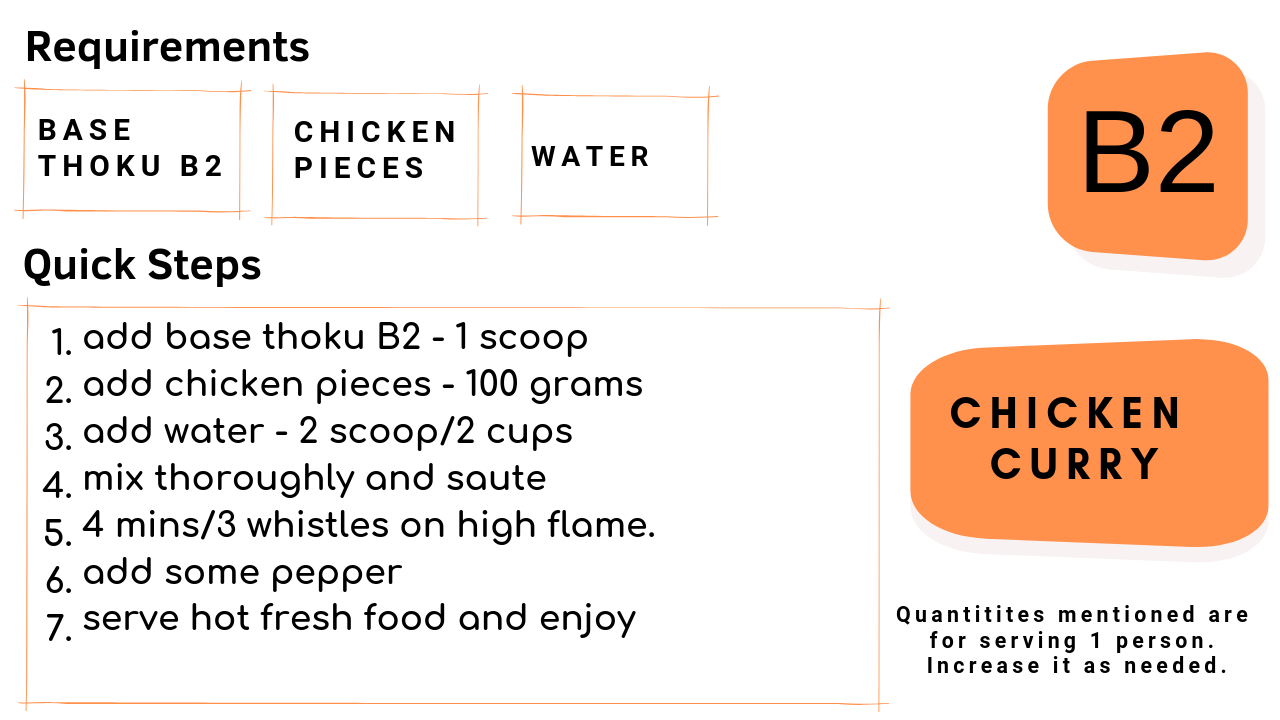 Requirements
BASE
THOKU B2
CHICKEN
PIECES
WATER
B2
Quick Steps
1. add base thoku B2 - 1 scoop
2. add chicken pieces - 100 grams
3. add water - 2 scoop/2 cups
4. mix thoroughly and saute
5. 4 mins/3 whistles on high flame.
6. add some pepper
7. serve hot fresh food and enjoy
CHICKEN
CURRY
Quantitites mentioned are
for serving 1 person.
Increase it as needed.